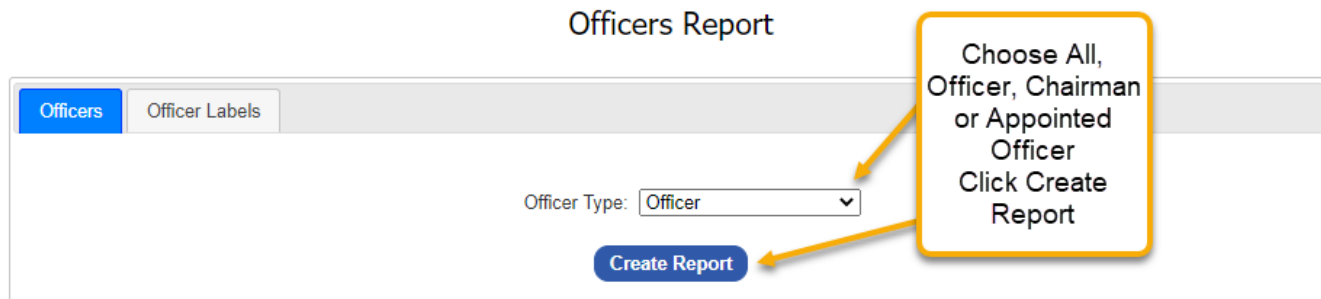 Officers Report
Choose All,
Officer, Chairman
or Appointed
Officer
Click Create
Report
Officers
Officer Labels
Officer Type:
Officer
Create Report